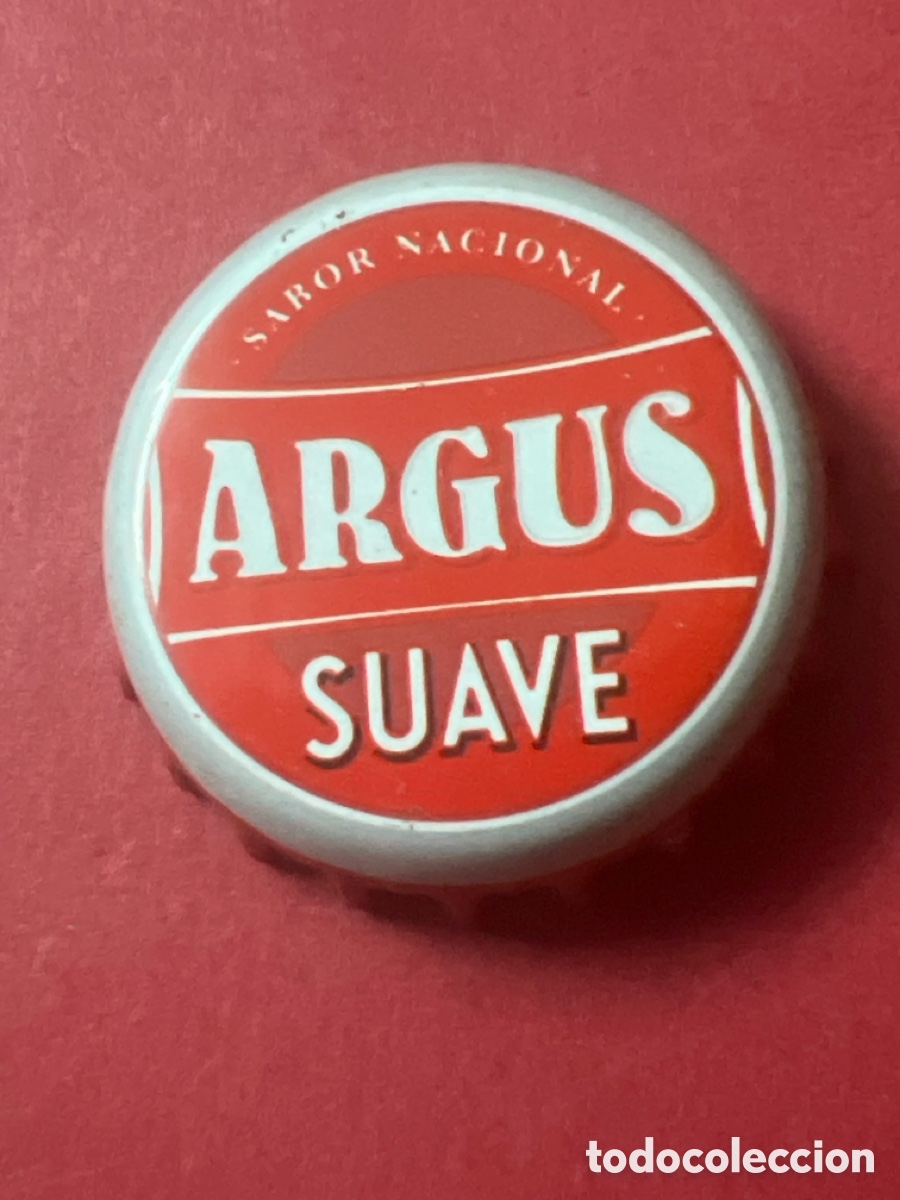 SABOR NACIONAL
ARGUS
SUAVE
todocoleccion